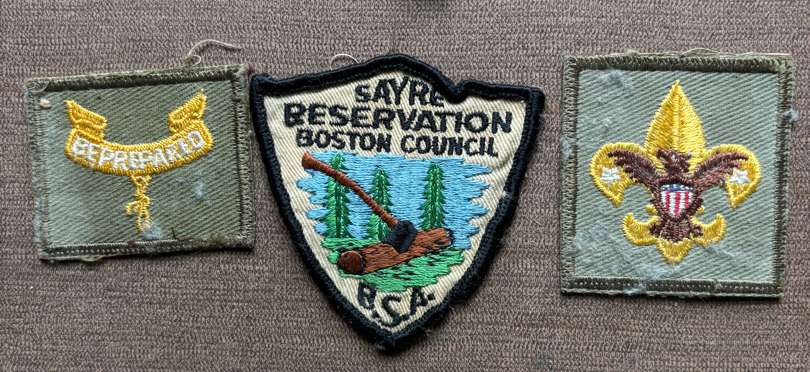 BE PREPARED
SAYRE
RESERVATION
BOSTON COUNCIL
B.S.A.